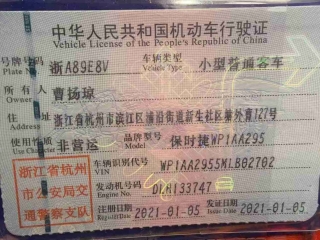 中华人民共和国机动车行驶证
Vehicle License of the People's Republic of China
号牌号码 浙A89E8V 车辆类型 小型普通客车
Plate No. Vehicle Type
所有人 曹扬琼
Owner
住址 浙江省杭州市滨江区浦沿街道新生社区塘外曹127号
Address
使用性质 非营运 品牌型号 保时捷WP1AA295
Use Character Model
浙江省杭州
市公安局交
通警察支队
车辆识别代号 WP1AA2955MLB02702
VIN
发动机号码 DLH133747
Engine No.
注册日期 2021-01-05 发证日期 2021-01-05
Register Date Issue Date